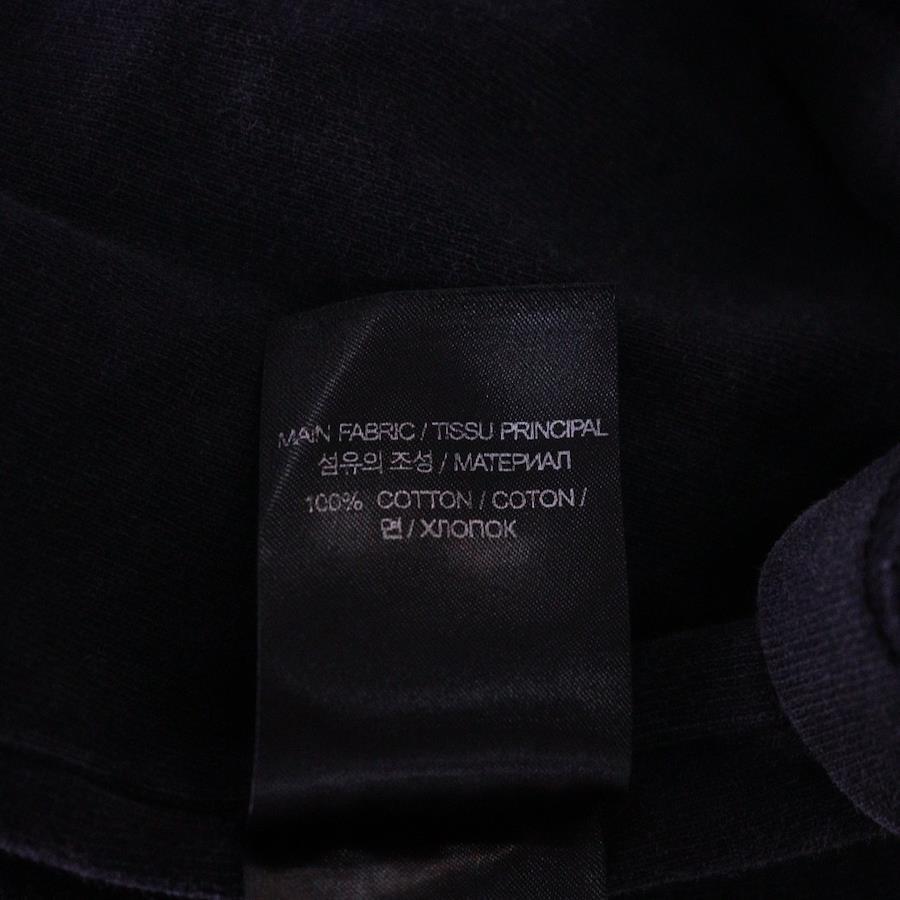 MAIN FABRIC / TISSU PRINCIPAL
섬유의 조성 / МАТЕРИАЛ
100% COTTON / COTON /
면 / ХЛОПОК